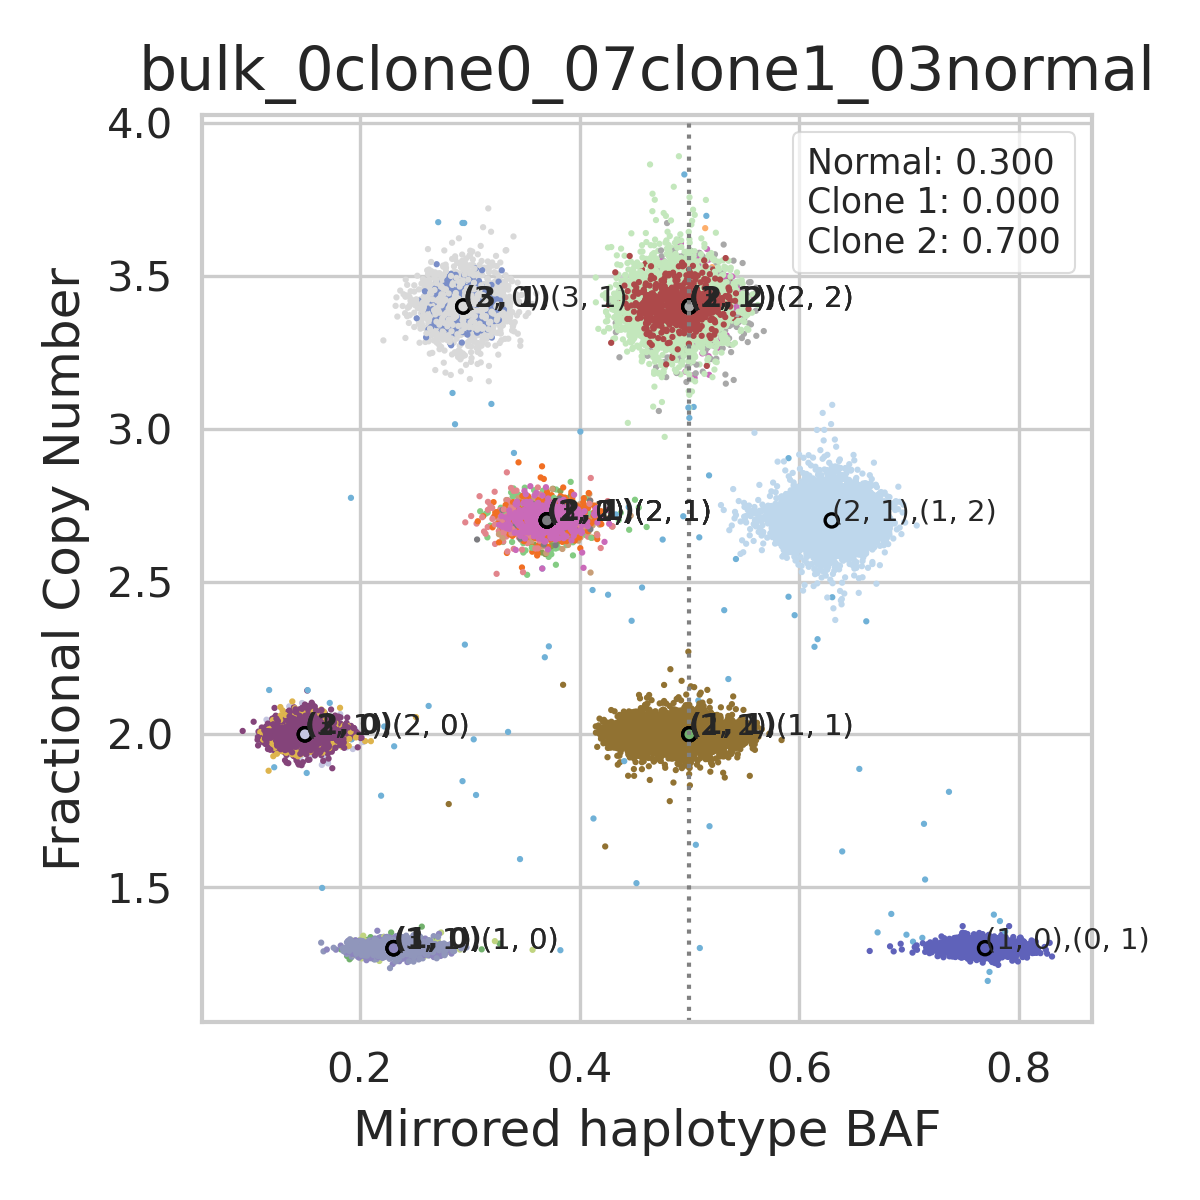 bulk_0clone0_07clone1_03normal
4.0
Normal: 0.300
Clone 1: 0.000
Clone 2: 0.700
3.5
(3, 1)
(2, 2)
3.0
(2, 1)
(2, 1),(1, 2)
2.5
(2, 0)
(1, 1)
2.0
1.5
(1, 0)
(1, 0),(0, 1)
0.2
0.4
0.6
0.8
Fractional Copy Number
Mirrored haplotype BAF